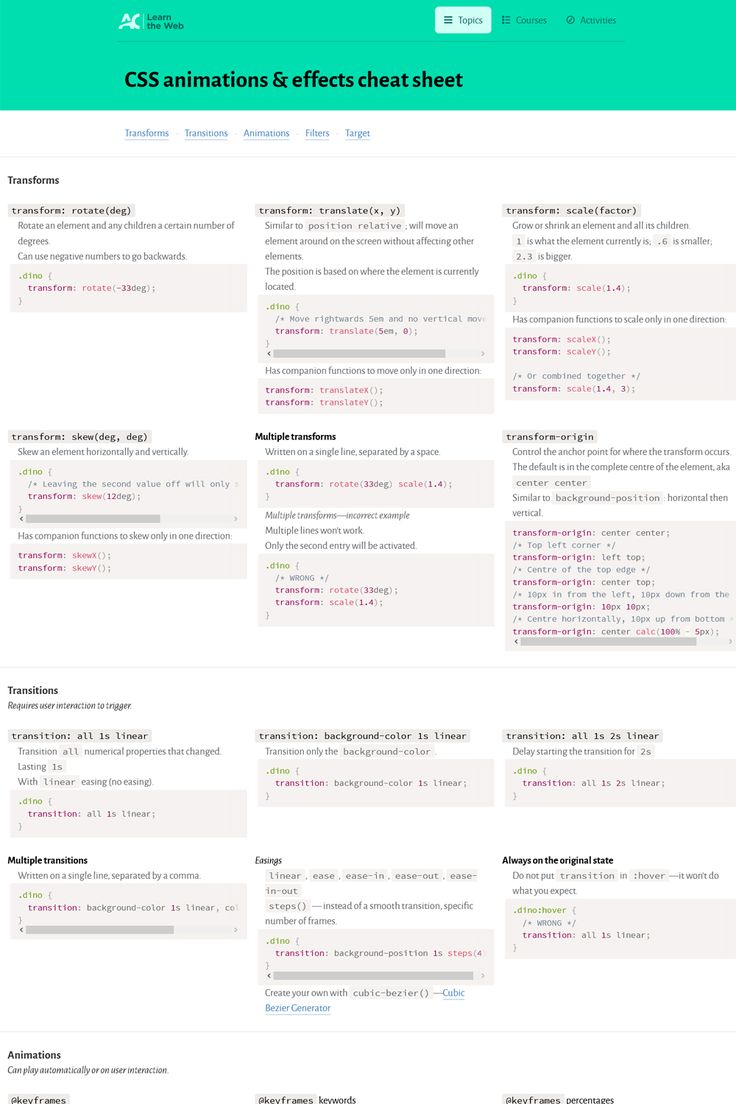 Learn
the Web
Topics
Courses
Activities
CSS animations & effects cheat sheet
Transforms
Transitions
Animations
Filters
Target
Transforms
transform: rotate(deg)
Rotate an element and any children a certain number of
degrees.
Can use negative numbers to go backwards.
.dino {
transform: rotate(-33deg);
}
transform: translate(x, y)
Similar to position relative ; will move an
element around on the screen without affecting other
elements.
The position is based on where the element is currently
located.
.dino {
/* Move rightwards 5em and no vertical move
transform: translate(5em, 0);
}
Has companion functions to move only in one direction:
transform: translateX();
transform: translateY();
transform: scale(factor)
Grow or shrink an element and all its children.
1 is what the element currently is; .6 is smaller;
2.3 is bigger.
.dino {
transform: scale(1.4);
}
Has companion functions to scale only in one direction:
transform: scaleX();
transform: scaleY();
/* Or combined together */
transform: scale(1.4, 3);
transform: skew(deg, deg)
Skew an element horizontally and vertically.
.dino {
/* Leaving the second value off will only s
transform: skew(12deg);
}
Has companion functions to skew only in one direction:
transform: skewX();
transform: skewY();
Multiple transforms
Written on a single line, separated by a space.
.dino {
transform: rotate(33deg) scale(1.4);
}
Multiple transforms—incorrect example
Multiple lines won't work.
Only the second entry will be activated.
.dino {
/* WRONG */
transform: rotate(33deg);
transform: scale(1.4);
}
transform-origin
Control the anchor point for where the transform occurs.
The default is in the complete centre of the element, aka
center center
Similar to background-position : horizontal then
vertical.
transform-origin: center center;
/* Top left corner */
transform-origin: left top;
/* Centre of the top edge */
transform-origin: center top;
/* 10px in from the left, 10px down from the
transform-origin: 10px 10px;
/* Centre horizontally, 10px up from bottom
transform-origin: center calc(100% - 5px);
Transitions
Requires user interaction to trigger.
transition: all 1s linear
Transition all numerical properties that changed.
Lasting 1s
With linear easing (no easing).
.dino {
transition: all 1s linear;
}
transition: background-color 1s linear
Transition only the background-color .
.dino {
transition: background-color 1s linear;
}
transition: all 1s 2s linear
Delay starting the transition for 2s
.dino {
transition: all 1s 2s linear;
}
Multiple transitions
Written on a single line, separated by a comma.
.dino {
transition: background-color 1s linear, col
}
Easings
linear , ease , ease-in , ease-out , ease-
in-out
steps() — instead of a smooth transition, specific
number of frames.
.dino {
transition: background-position 1s steps(4)
}
Create your own with cubic-bezier() —Cubic
Bezier Generator
Always on the original state
Do not put transition in :hover —it won't do
what you expect.
.dino:hover {
/* WRONG */
transition: all 1s linear;
}
Animations
Can play automatically or on user interaction.
@keyframes
@keyframes keywords
@keyframes percentages